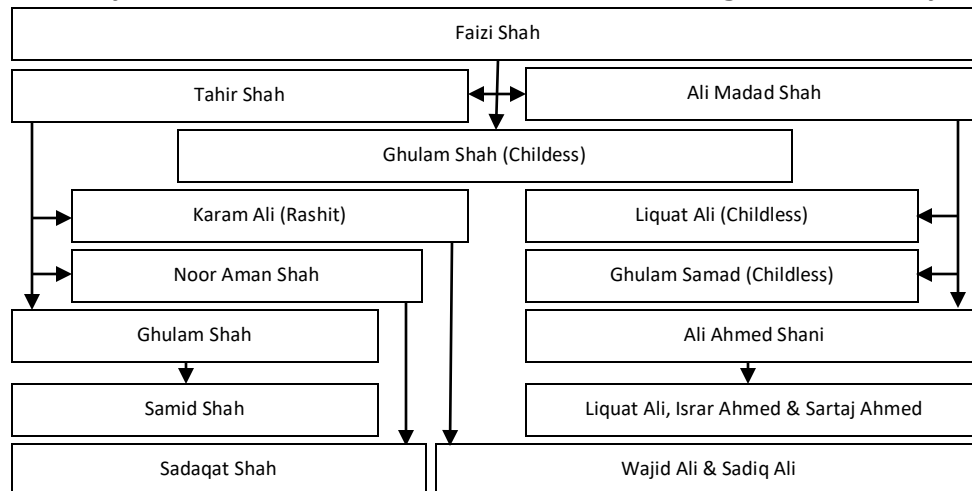 Faizi Shah
Tahir Shah
Ali Madad Shah
Ghulam Shah (Childess)
Karam Ali (Rashit)
Liquat Ali (Childless)
Noor Aman Shah
Ghulam Samad (Childless)
Ghulam Shah
Ali Ahmed Shani
Samid Shah
Liquat Ali, Israr Ahmed & Sartaj Ahmed
Sadaqat Shah
Wajid Ali & Sadiq Ali